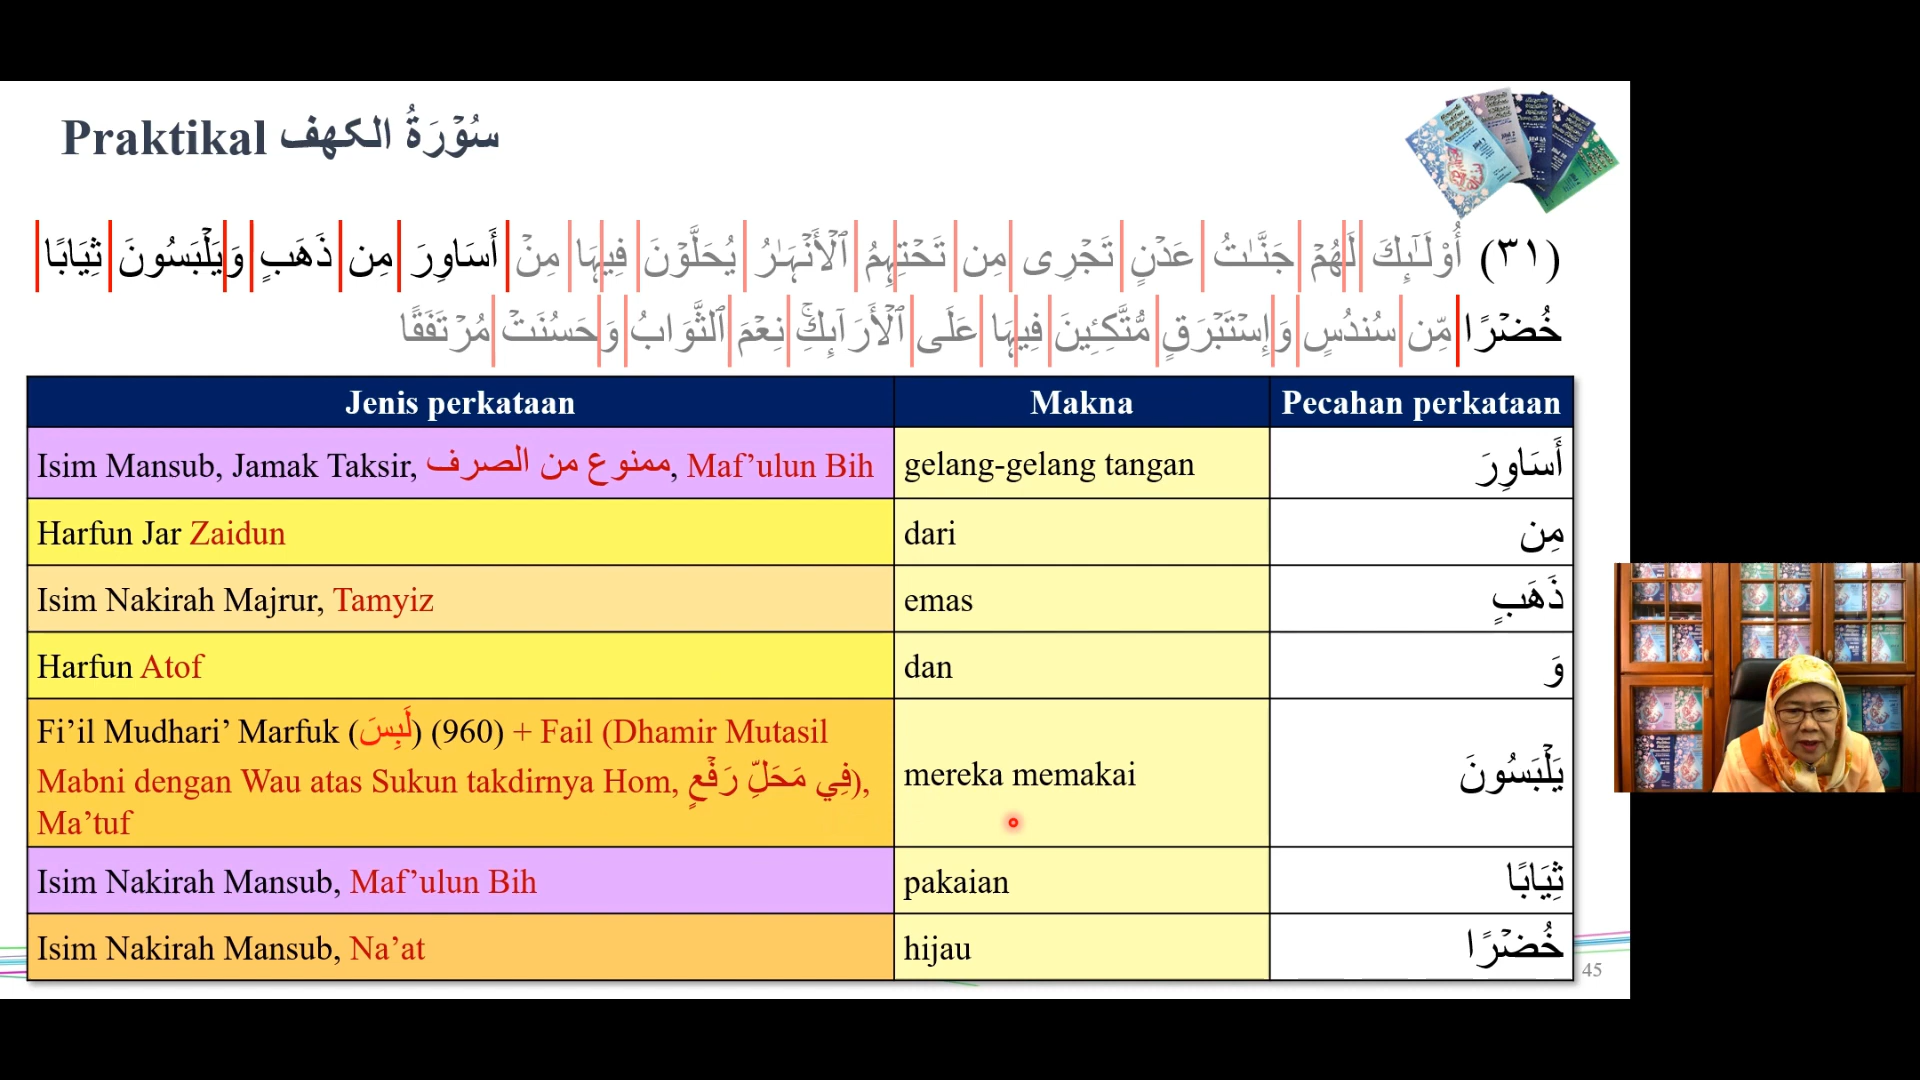 Praktikal سُوْرَةُ الكهف
(٣١) أُوْلَـٰٓئِكَ لَهُمْ جَنَّـٰتُ عَدْنٍ تَجْرِى مِن تَحْتِهِمُ ٱلْأَنْهَـٰرُ يُحَلَّوْنَ فِيهَا مِنْ أَسَاوِرَ مِن ذَهَبٍ وَيَلْبَسُونَ ثِيَابًا
خُضْرًا مِّن سُندُسٍ وَإِسْتَبْرَقٍ مُّتَّكِـِٔينَ فِيهَا عَلَى ٱلْأَرَآئِكِۚ نِعْمَ ٱلثَّوَابُ وَحَسُنَتْ مُرْتَفَقًا
Jenis perkataan Makna Pecahan perkataan
Isim Mansub, Jamak Taksir, ممنوع من الصرف, Maf’ulun Bih gelang-gelang tangan أَسَاوِرَ
Harfun Jar Zaidun dari مِن
Isim Nakirah Majrur, Tamyiz emas ذَهَبٍ
Harfun Atof dan وَ
Fi’il Mudhari’ Marfuk (لَبِسَ) (960) + Fail (Dhamir Mutasil
Mabni dengan Wau atas Sukun takdirnya Hom, فِي مَحَلِّ رَفْعٍ),
Ma’tuf
mereka memakai يَلْبَسُونَ
Isim Nakirah Mansub, Maf’ulun Bih pakaian ثِيَابًا
Isim Nakirah Mansub, Na’at hijau خُضْرًا
45